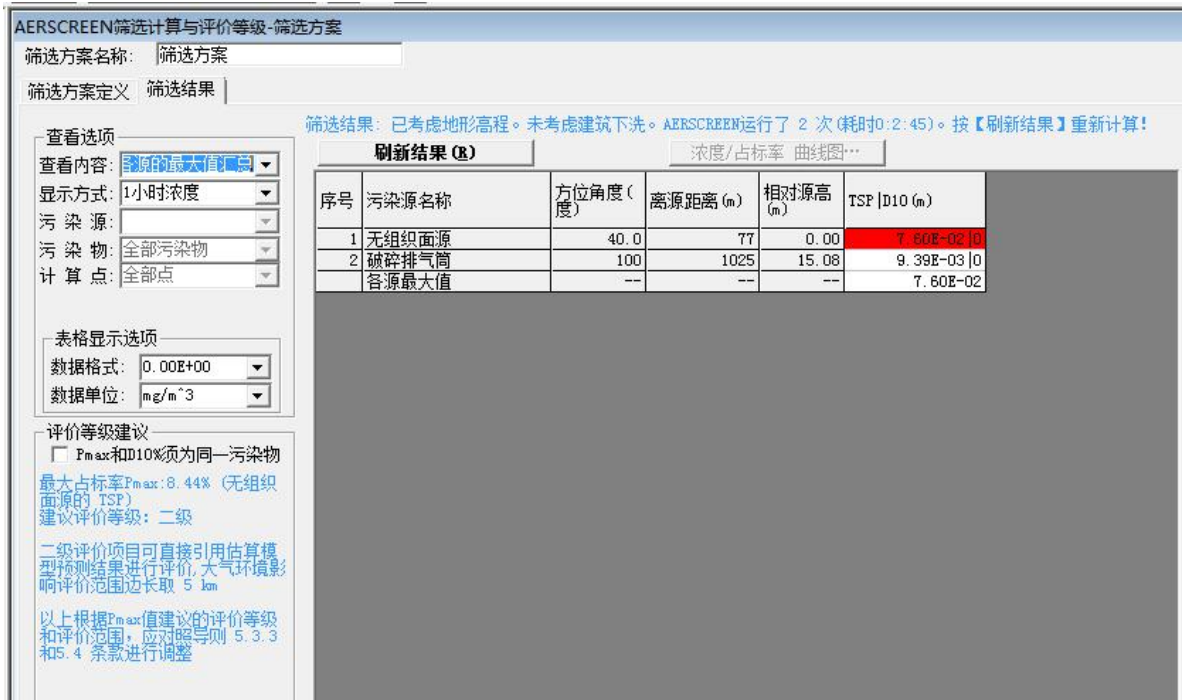 AERSCREEN筛选计算与评价等级-筛选方案
筛选方案名称: 筛选方案
筛选方案定义 筛选结果
筛选结果: 已考虑地形高程。未考虑建筑下洗。AERSCREEN运行了 2 次(耗时0:2:45)。按【刷新结果】重新计算!
刷新结果(R) 浓度/占标率 曲线图…
查看选项
查看内容: 各源的最大值汇总
显示方式: 1小时浓度
污 染 源:
污 染 物: 全部污染物
计 算 点: 全部点
表格显示选项
数据格式: 0.00E+00
数据单位: mg/m^3
评价等级建议
Pmax和D10%须为同一污染物
最大占标率Pmax:8.44% (无组织
面源的 TSP)
建议评价等级: 二级
二级评价项目可直接引用估算模
型预测结果进行评价,大气环境影
响评价范围边长取 5 km
以上根据Pmax值建议的评价等级
和评价范围,应对照导则 5.3.3
和5.4 条款进行调整
序号 污染源名称 方位角度(度) 离源距离(m) 相对源高(m) TSP|D10(m)
1 无组织面源 40.0 77 0.00 7.60E-02|0
2 破碎排气筒 100 1025 15.08 9.39E-03|0
各源最大值 -- -- -- 7.60E-02